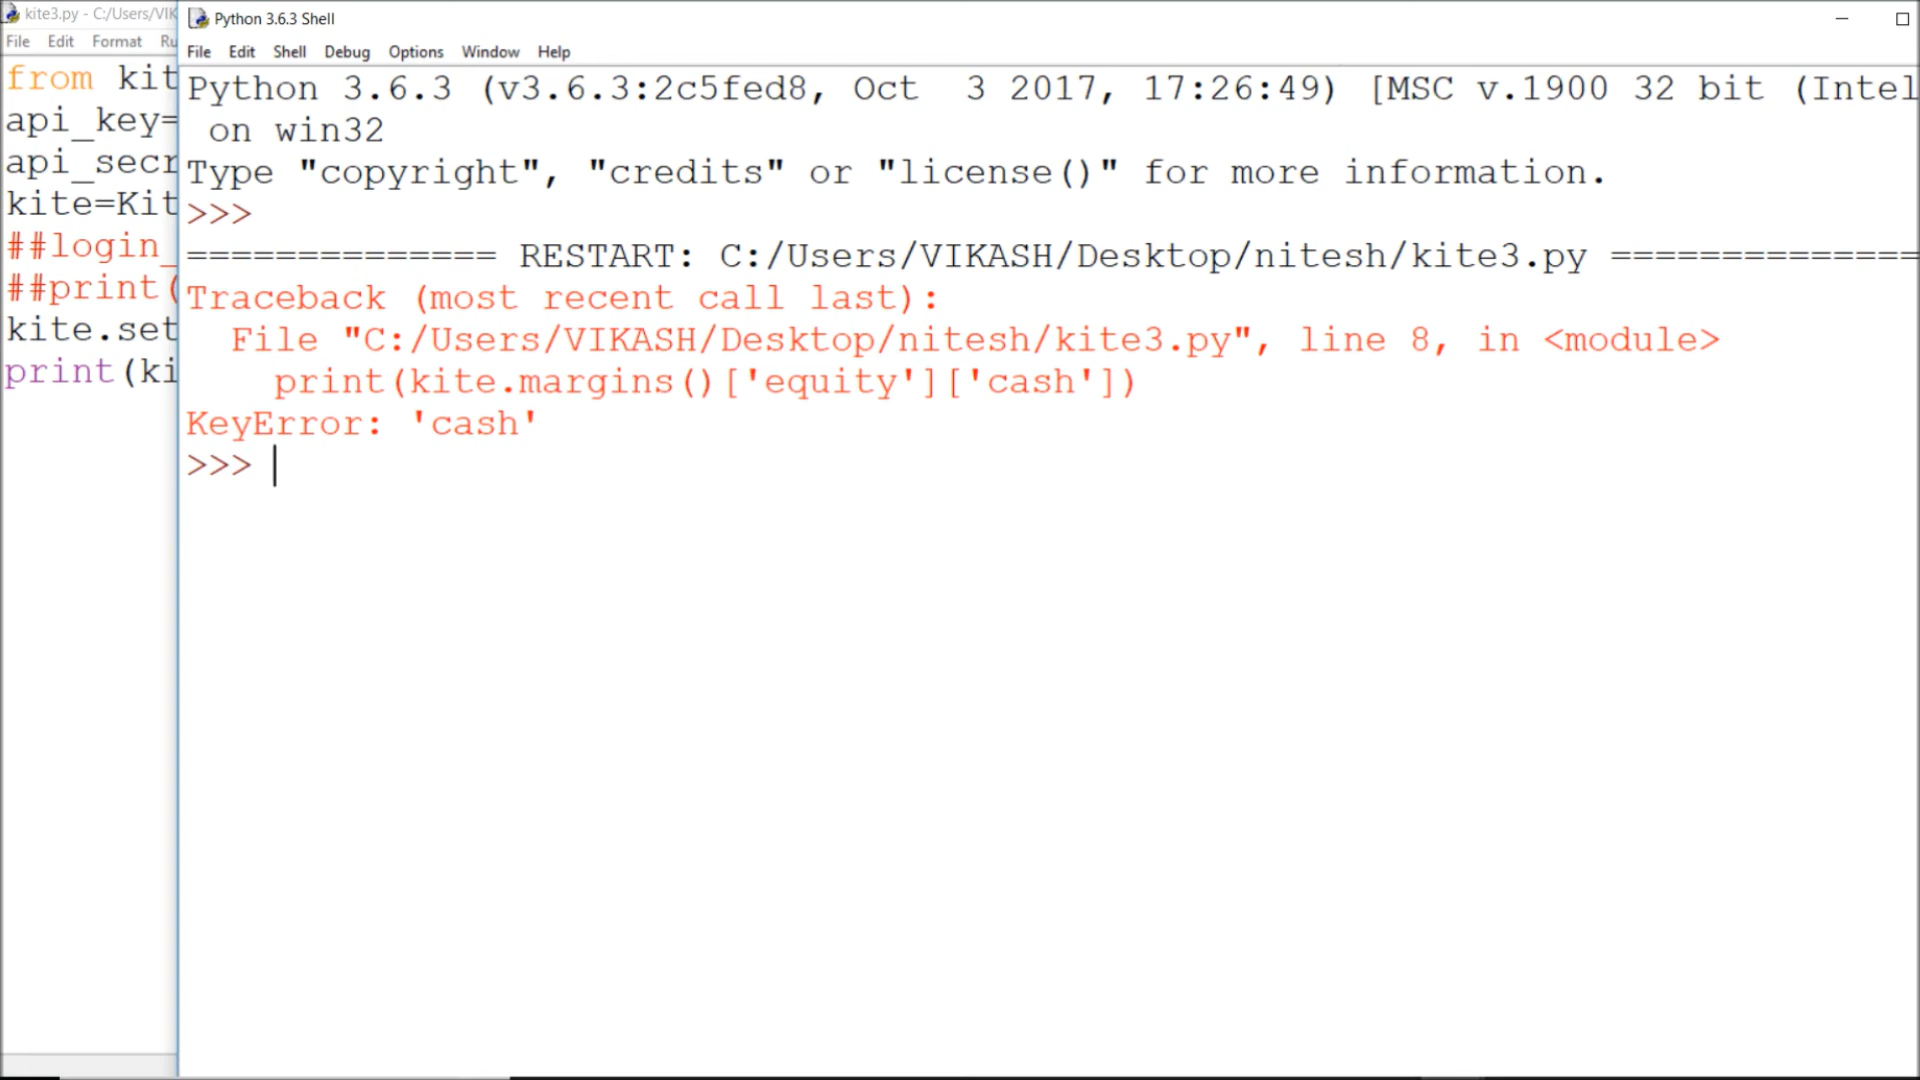 kite3.py - C:/Users/VIK
File Edit Format Ru
from kit
api_key=
api_secr
kite=Kit
##login_
##print(
kite.set
print(ki
Python 3.6.3 Shell
File Edit Shell Debug Options Window Help
Python 3.6.3 (v3.6.3:2c5fed8, Oct  3 2017, 17:26:49) [MSC v.1900 32 bit (Intel
 on win32
Type "copyright", "credits" or "license()" for more information.
>>>
============== RESTART: C:/Users/VIKASH/Desktop/nitesh/kite3.py ==============
Traceback (most recent call last):
  File "C:/Users/VIKASH/Desktop/nitesh/kite3.py", line 8, in <module>
    print(kite.margins()['equity']['cash'])
KeyError: 'cash'
>>>